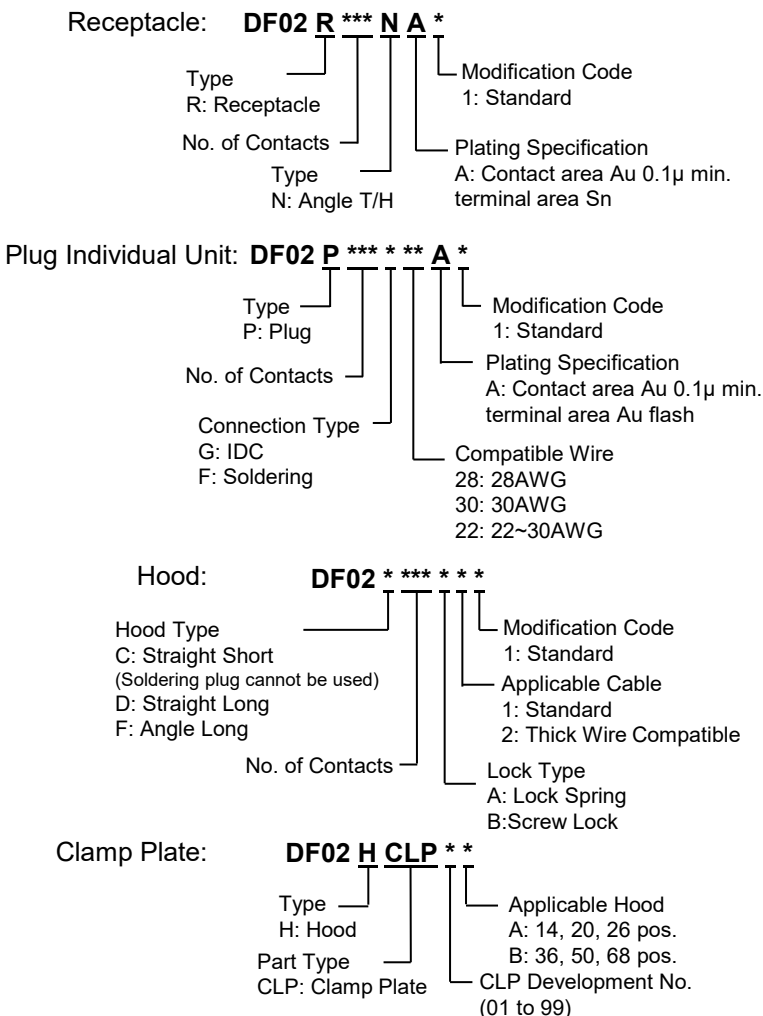 Receptacle: DF02 R *** N A *
Type
R: Receptacle
No. of Contacts
Type
N: Angle T/H
Modification Code
1: Standard
Plating Specification
A: Contact area Au 0.1µ min.
terminal area Sn
Plug Individual Unit: DF02 P *** * ** A *
Type
P: Plug
No. of Contacts
Connection Type
G: IDC
F: Soldering
Modification Code
1: Standard
Plating Specification
A: Contact area Au 0.1µ min.
terminal area Au flash
Compatible Wire
28: 28AWG
30: 30AWG
22: 22~30AWG
Hood: DF02 * *** * * *
Hood Type
C: Straight Short
(Soldering plug cannot be used)
D: Straight Long
F: Angle Long
No. of Contacts
Modification Code
1: Standard
Applicable Cable
1: Standard
2: Thick Wire Compatible
Lock Type
A: Lock Spring
B:Screw Lock
Clamp Plate: DF02 H CLP * *
Type
H: Hood
Part Type
CLP: Clamp Plate
Applicable Hood
A: 14, 20, 26 pos.
B: 36, 50, 68 pos.
CLP Development No.
(01 to 99)